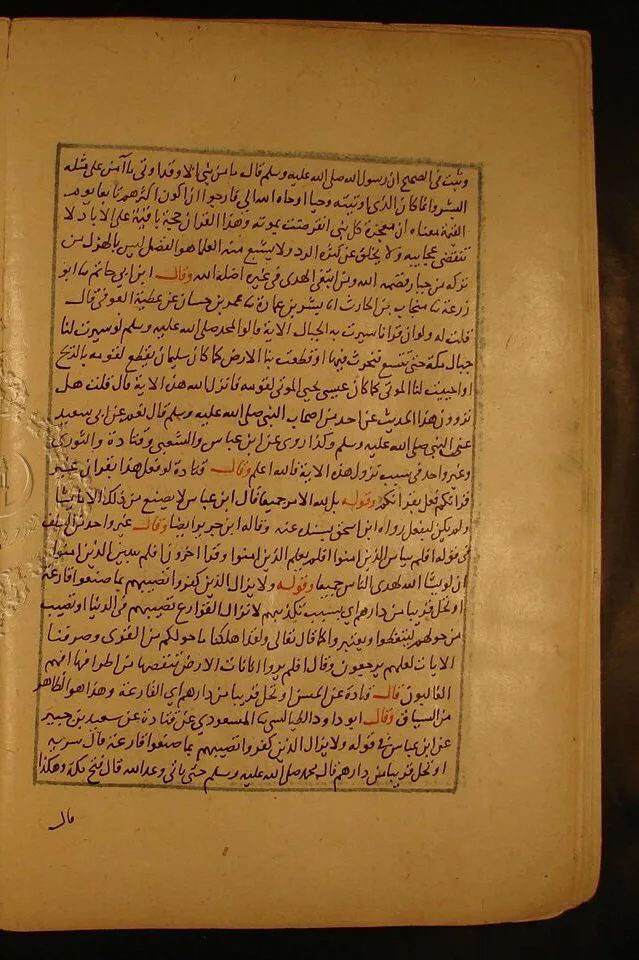 وثبت في الصحيح ان رسول الله صلى الله عليه وسلم قال ما من نبي الا وقد اوتي ما آمن على مثله
البشر وانما كان الذي اوتيته وحيا اوحاه الله الي فارجوا ان اكون اكثرهم تابعا يوم
القيمة معناه ان معجزة كل نبي انقرضت بموته وهذا القران حجة باقية على الاباد لا
تنقضي عجايبه ولا يخلق عن كثرة الرد ولا يشبع منه العلما هو الفصل ليس بالهزل من
تركه من جبار قصمه الله ومن ابتغى الهدى في غيره اضله الله وقال ابن ابي حاتم ثنا ابو
زرعة ثنا منجاب بن الحارث انا بشر بن عمارة ثنا عمر بن حسان عن عطية العوفي قال
قلت له ولو ان قرانا سيرت به الجبال الاية قالوا لمحمد صلى الله عليه وسلم لو سيرت لنا
جبال مكة حتى تتسع فنحرث فيها او قطعت بنا الارض كما كان سليمان يقطع لقومه بالريح
او احييت لنا الموتى كما كان عيسى يحيي الموتى لقومه فانزل الله هذه الاية قال قلت هل
تروون هذا الحديث عن احد من اصحاب النبي صلى الله عليه وسلم قال نعم عن ابي سعيد
عن النبي صلى الله عليه وسلم وكذا روى عن ابن عباس والشعبي وقتادة والثوري
وغير واحد في سبب نزول هذه الاية فالله اعلم وقال قتادة لو فعل هذا بقران غير
قرانكم فعل بقرانكم وقوله بل لله الامر جميعا قال ابن عباس لا يصنع من ذلك الا ما يشا
ولم يكن ليفعل رواه ابن اسحق بسنده عنه وقاله ابن جرير ايضا وقال غير واحد من السلف
في قوله افلم يياس الذين امنوا افلم يعلم الذين امنوا وقرا اخرون افلم يتبين الذين امنوا
ان لو يشا الله لهدى الناس جميعا وقوله ولا يزال الذين كفروا تصيبهم بما صنعوا قارعة
او تحل قريبا من دارهم اي بسبب تكذيبهم لا تزال القوارع تصيبهم في الدنيا او تصيب
من حولهم ليتعظوا ويعتبروا كما قال تعالى ولقد اهلكنا ما حولكم من القرى وصرفنا
الايات لعلهم يرجعون وقال افلا يروا انا نات الارض ننقصها من اطرافها افهم
الغالبون قال قتادة عن الحسن او تحل قريبا من دارهم اي القارعة وهذا هو الظاهر
من السياق وقال ابو داود الطيالسي ثنا المسعودي عن قتادة عن سعيد بن جبير
عن ابن عباس في قوله ولا يزال الذين كفروا تصيبهم بما صنعوا قارعة قال سرية
او تحل قريبا من دارهم قال محمد صلى الله عليه وسلم حتى ياتي وعد الله قال فتح مكة وهكذا
قال